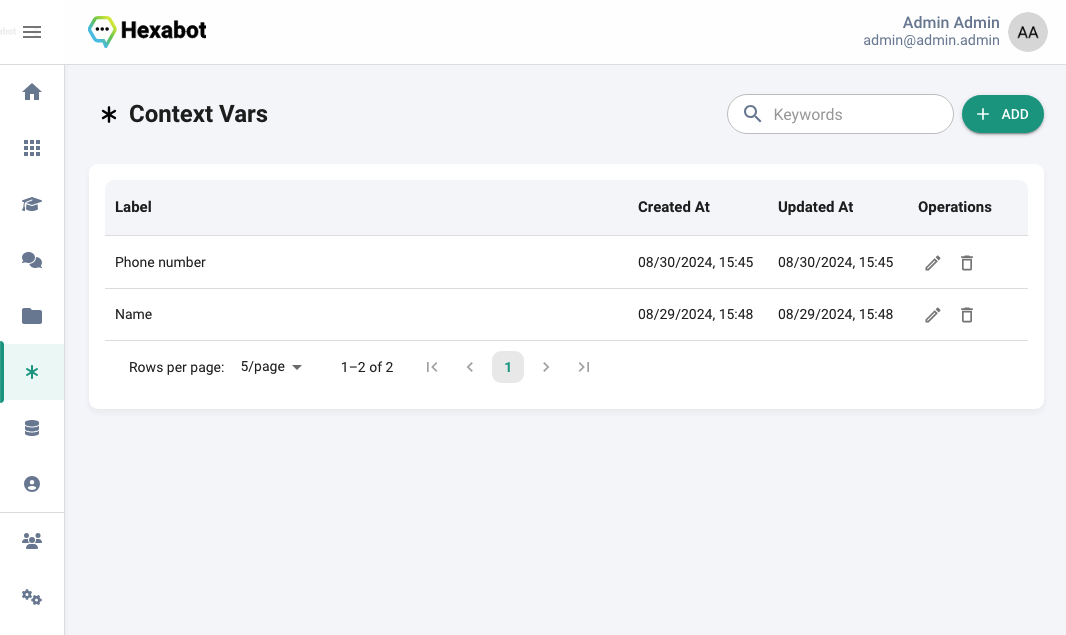 Hexabot
Admin Admin
admin@admin.admin
AA
Context Vars
Keywords
ADD
Label Created At Updated At Operations
Phone number 08/30/2024, 15:45 08/30/2024, 15:45
Name 08/29/2024, 15:48 08/29/2024, 15:48
Rows per page: 5/page 1–2 of 2 1